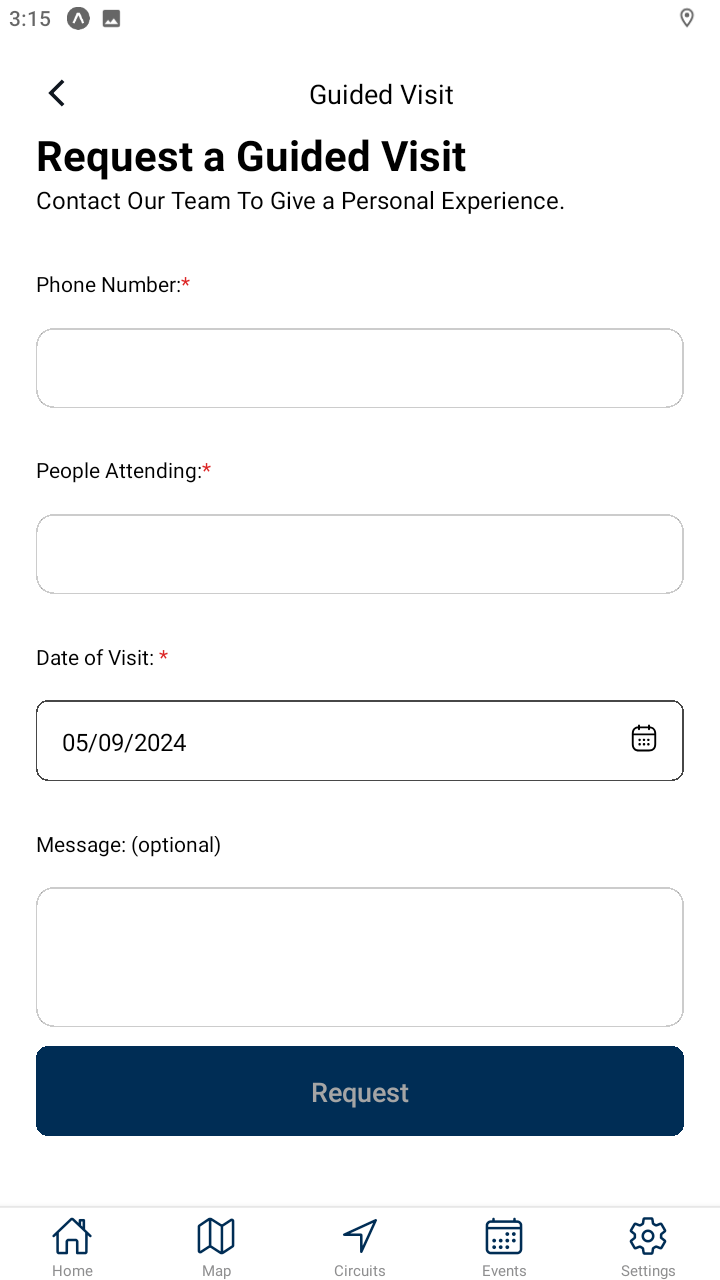 3:15
Guided Visit
Request a Guided Visit
Contact Our Team To Give a Personal Experience.
Phone Number:*
People Attending:*
Date of Visit: *
05/09/2024
Message: (optional)
Request
Home Map Circuits Events Settings